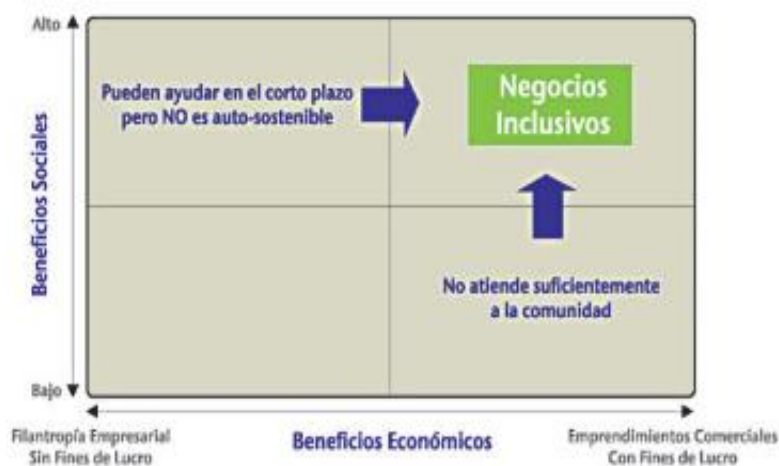 Alto
Pueden ayudar en el corto plazo
pero NO es auto-sostenible
Negocios
Inclusivos
Beneficios Sociales
No atiende suficientemente
a la comunidad
Bajo
Filantropía Empresarial
Sin Fines de Lucro
Beneficios Económicos
Emprendimientos Comerciales
Con Fines de Lucro